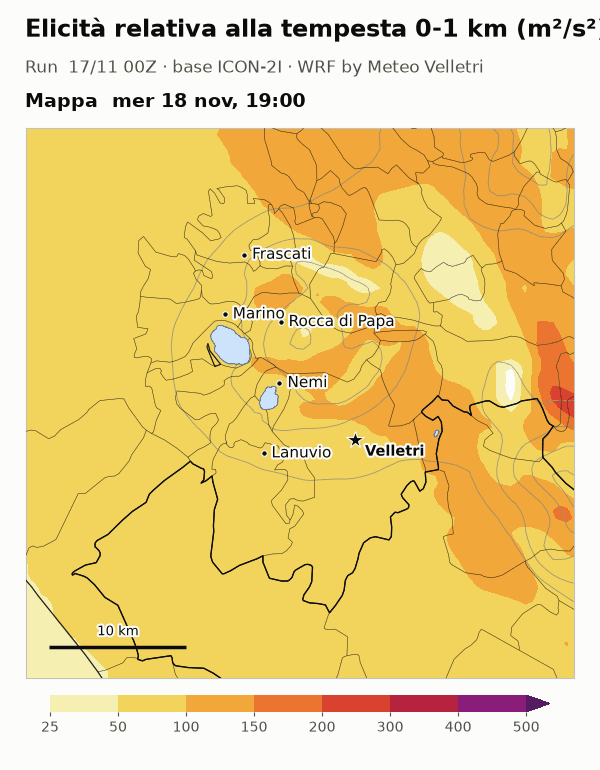 Elicità relativa alla tempesta 0-1 km (m²/s²)
Run  17/11 00Z · base ICON-2I · WRF by Meteo Velletri
Mappa  mer 18 nov, 19:00
Frascati
Marino
Rocca di Papa
Nemi
Velletri
Lanuvio
10 km
25 50 100 150 200 300 400 500